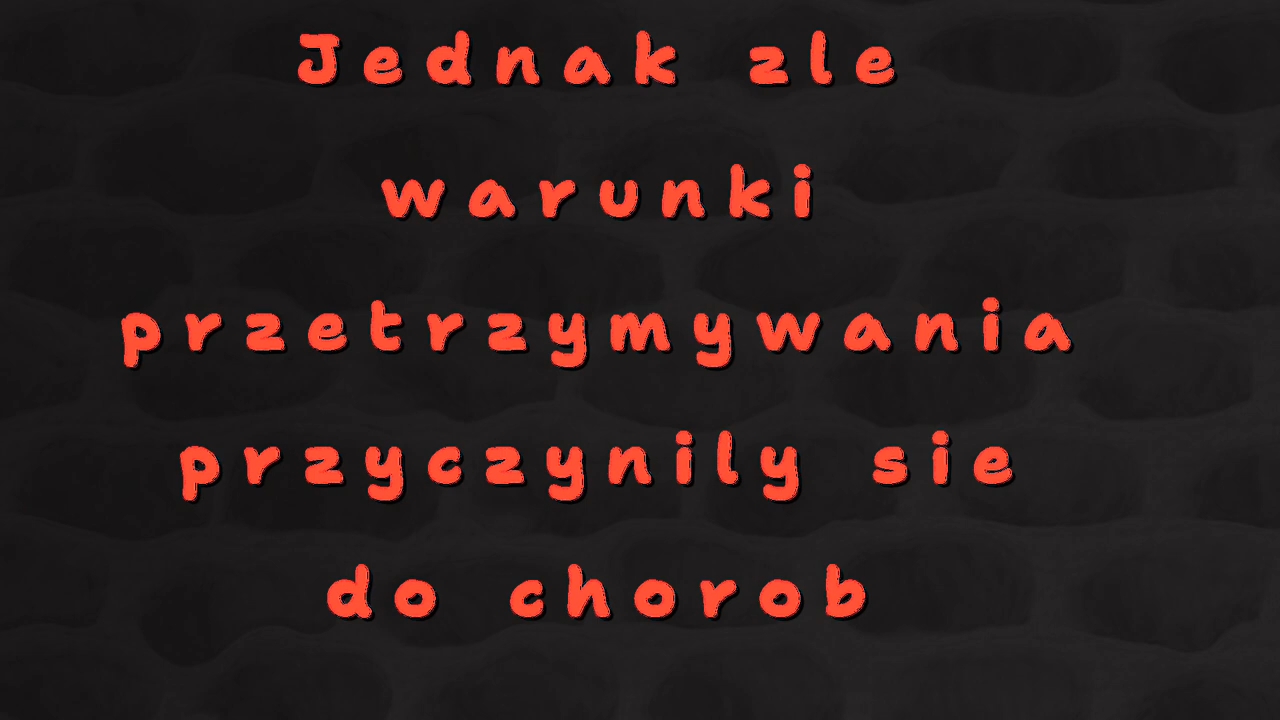 Jednak zle
warunki
przetrzymywania
przyczynily sie
do chorob